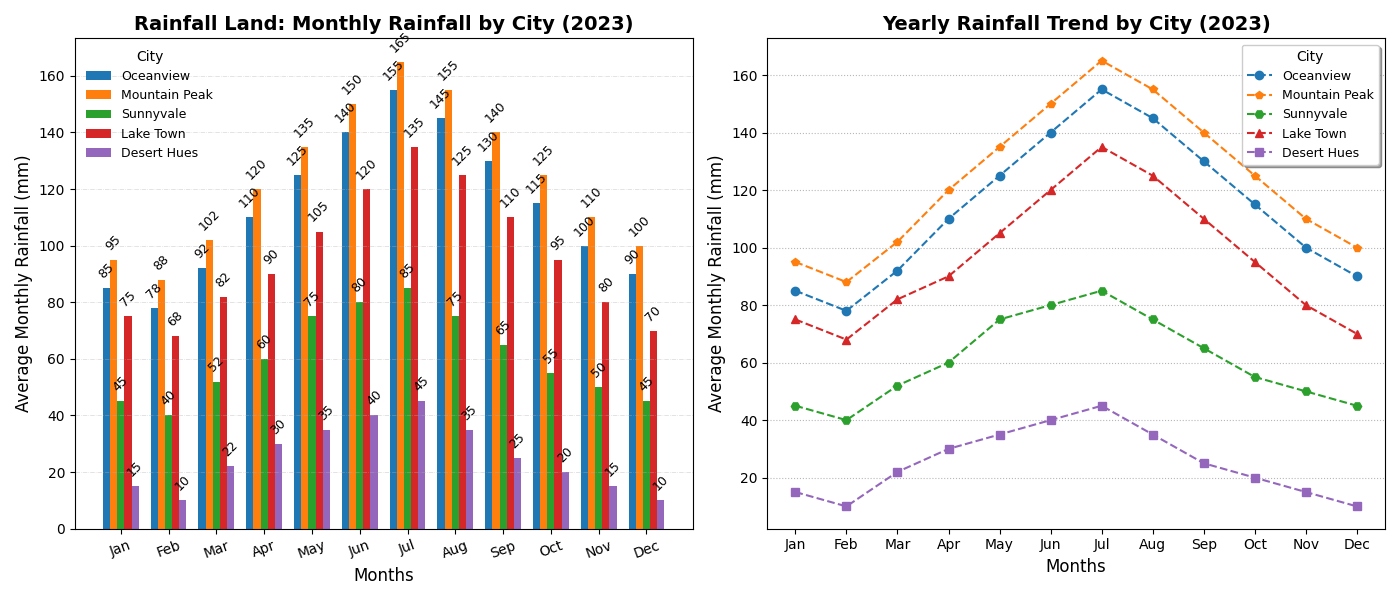 Rainfall Land: Monthly Rainfall by City (2023)
City
Oceanview
Mountain Peak
Sunnyvale
Lake Town
Desert Hues
Average Monthly Rainfall (mm)
160
140
120
100
80
60
40
20
0
85 95 45 75 15
78 88 40 68 10
92 102 52 82 22
110 120 60 90 30
125 135 75 105 35
140 150 80 120 40
155 165 85 135 45
145 155 75 125 35
130 140 65 110 25
115 125 55 95 20
100 110 50 80 15
90 100 45 70 10
Jan Feb Mar Apr May Jun Jul Aug Sep Oct Nov Dec
Months
Yearly Rainfall Trend by City (2023)
City
Oceanview
Mountain Peak
Sunnyvale
Lake Town
Desert Hues
Average Monthly Rainfall (mm)
160
140
120
100
80
60
40
20
Jan Feb Mar Apr May Jun Jul Aug Sep Oct Nov Dec
Months